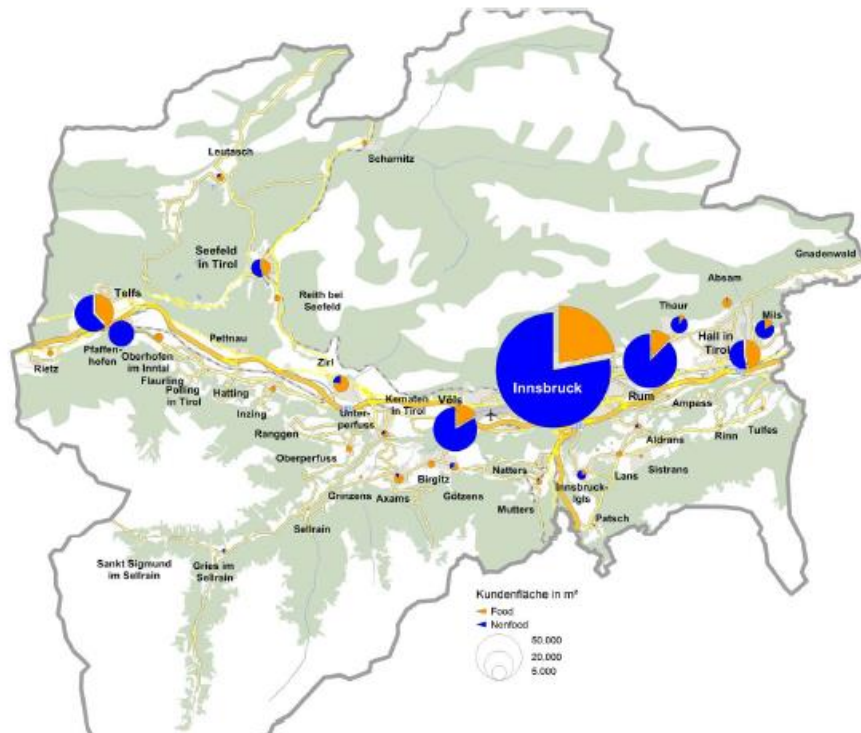 Leutasch
Scharnitz
Seefeld
in Tirol
Gnadenwald
Absam
Telfs
Reith bei
Seefeld
Thaur
Mils
Hall in
Tirol
Pettnau
Pfaffen-
hofen
Oberhofen
im Inntal
Rietz
Flaurling
Zirl
Polling
in Tirol
Hatting
Inzing
Kematen
in Tirol
Völs
Innsbruck
Rum
Ampass
Unter-
perfuss
Ranggen
Oberperfuss
Aldrans
Rinn
Tulfes
Birgitz
Natters
Lans
Sistrans
Grinzens
Axams
Götzens
Innsbruck-
Igls
Mutters
Patsch
Sellrain
Sankt Sigmund
im Sellrain
Gries im
Sellrain
Kundenfläche in m²
Food
Nonfood
50.000
20.000
5.000